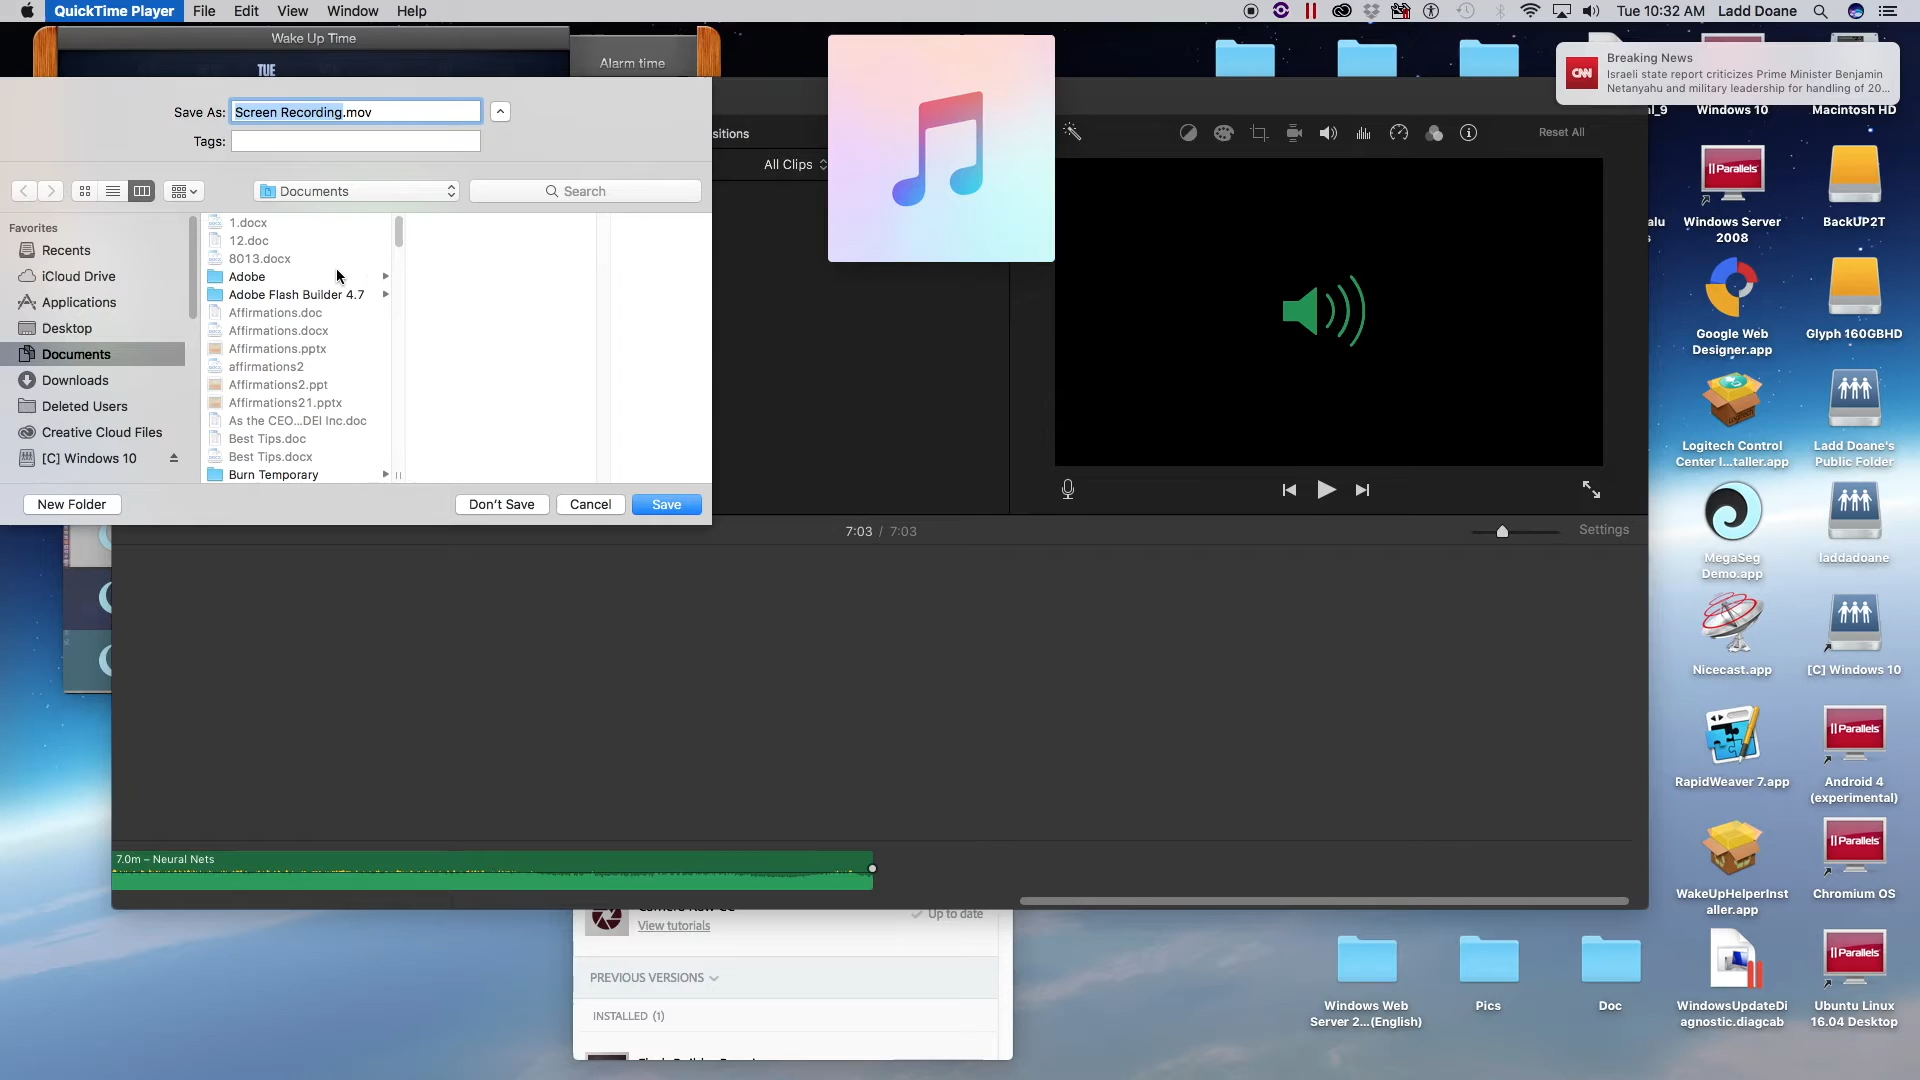 QuickTime Player File Edit View Window Help
Tue 10:32 AM Ladd Doane
Wake Up Time
TUE
Alarm time
CNN
Breaking News
Israeli state report criticizes Prime Minister Benjamin
Netanyahu and military leadership for handling of 20...
Save As: Screen Recording.mov
Tags:
Documents
Search
Favorites
Recents
iCloud Drive
Applications
Desktop
Documents
Downloads
Deleted Users
Creative Cloud Files
[C] Windows 10
1.docx
12.doc
8013.docx
Adobe
Adobe Flash Builder 4.7
Affirmations.doc
Affirmations.docx
Affirmations.pptx
affirmations2
Affirmations2.ppt
Affirmations21.pptx
As the CEO...DEI Inc.doc
Best Tips.doc
Best Tips.docx
Burn Temporary
New Folder
Don't Save
Cancel
Save
sitions
All Clips
Reset All
7:03 / 7:03
Settings
7.0m – Neural Nets
View tutorials
Up to date
PREVIOUS VERSIONS
INSTALLED (1)
Windows 10
Macintosh HD
Parallels
Windows Server
2008
BackUP2T
Google Web
Designer.app
Glyph 160GBHD
Logitech Control
Center I...taller.app
Ladd Doane's
Public Folder
MegaSeg
Demo.app
laddadoane
Nicecast.app
[C] Windows 10
RapidWeaver 7.app
Parallels
Android 4
(experimental)
WakeUpHelperInst
aller.app
Parallels
Chromium OS
Windows Web
Server 2...(English)
Pics
Doc
WindowsUpdateDi
agnostic.diagcab
Parallels
Ubuntu Linux
16.04 Desktop